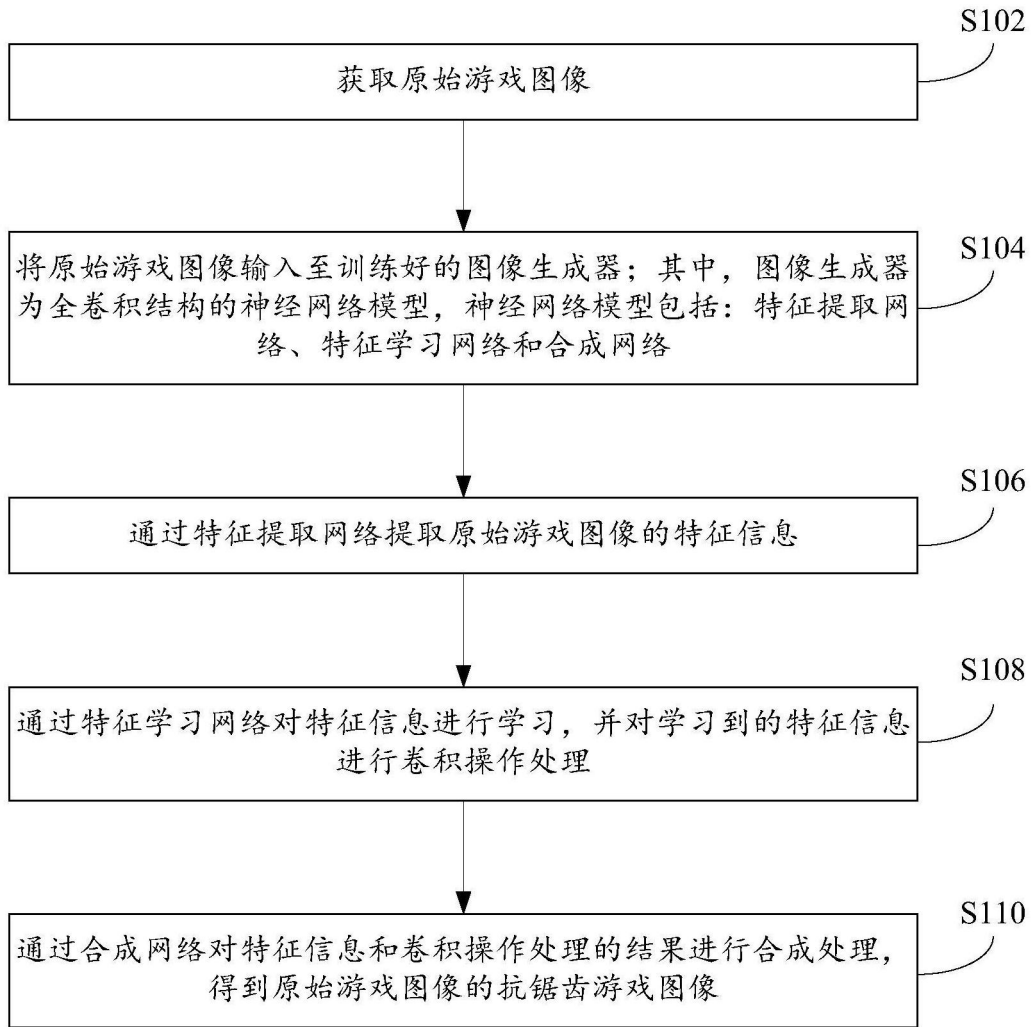 S102
获取原始游戏图像
S104
将原始游戏图像输入至训练好的图像生成器；其中，图像生成器
为全卷积结构的神经网络模型，神经网络模型包括：特征提取网
络、特征学习网络和合成网络
S106
通过特征提取网络提取原始游戏图像的特征信息
S108
通过特征学习网络对特征信息进行学习，并对学习到的特征信息
进行卷积操作处理
S110
通过合成网络对特征信息和卷积操作处理的结果进行合成处理，
得到原始游戏图像的抗锯齿游戏图像